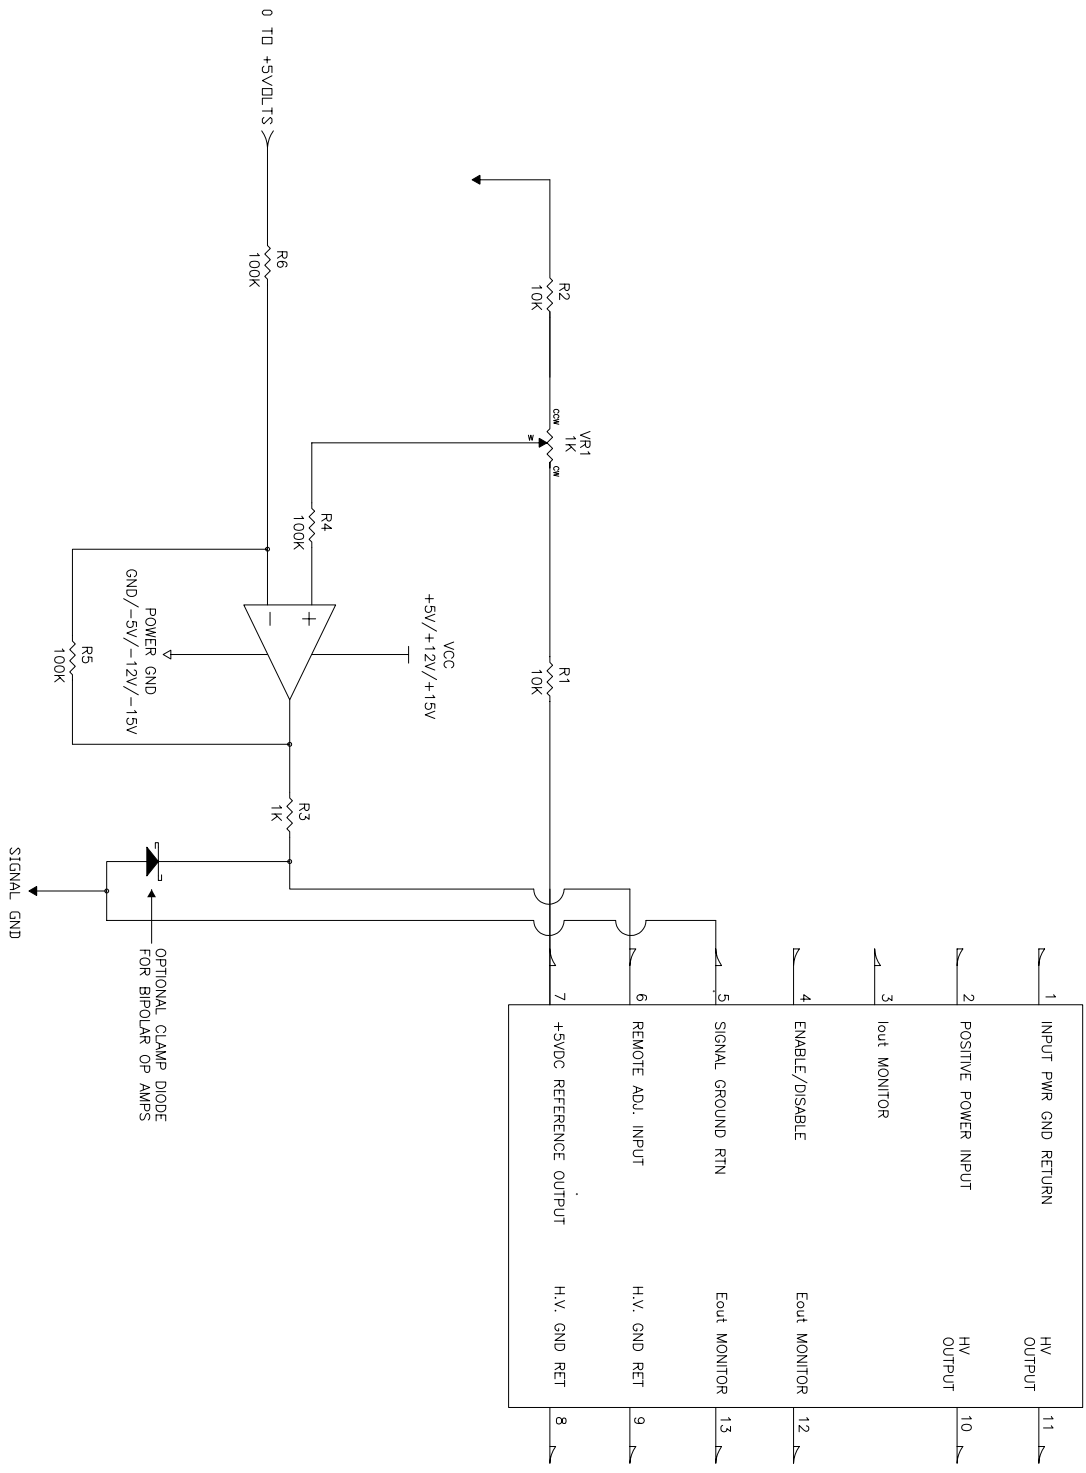 1
INPUT PWR GND RETURN
HV
OUTPUT
11
2
POSITIVE POWER INPUT
HV
OUTPUT
10
3
Iout MONITOR
4
ENABLE/DISABLE
Eout MONITOR
12
5
SIGNAL GROUND RTN
Eout MONITOR
13
6
REMOTE ADJ. INPUT
H.V. GND RET
9
7
+5VDC REFERENCE OUTPUT
H.V. GND RET
8
R2
10K
CCW
VR1
1K
W
CW
R1
10K
VCC
+5V/+12V/+15V
R4
100K
+
-
R6
100K
0 TO +5VOLTS
R3
1K
POWER GND
GND/-5V/-12V/-15V
R5
100K
OPTIONAL CLAMP DIODE
FOR BIPOLAR OP AMPS
SIGNAL GND